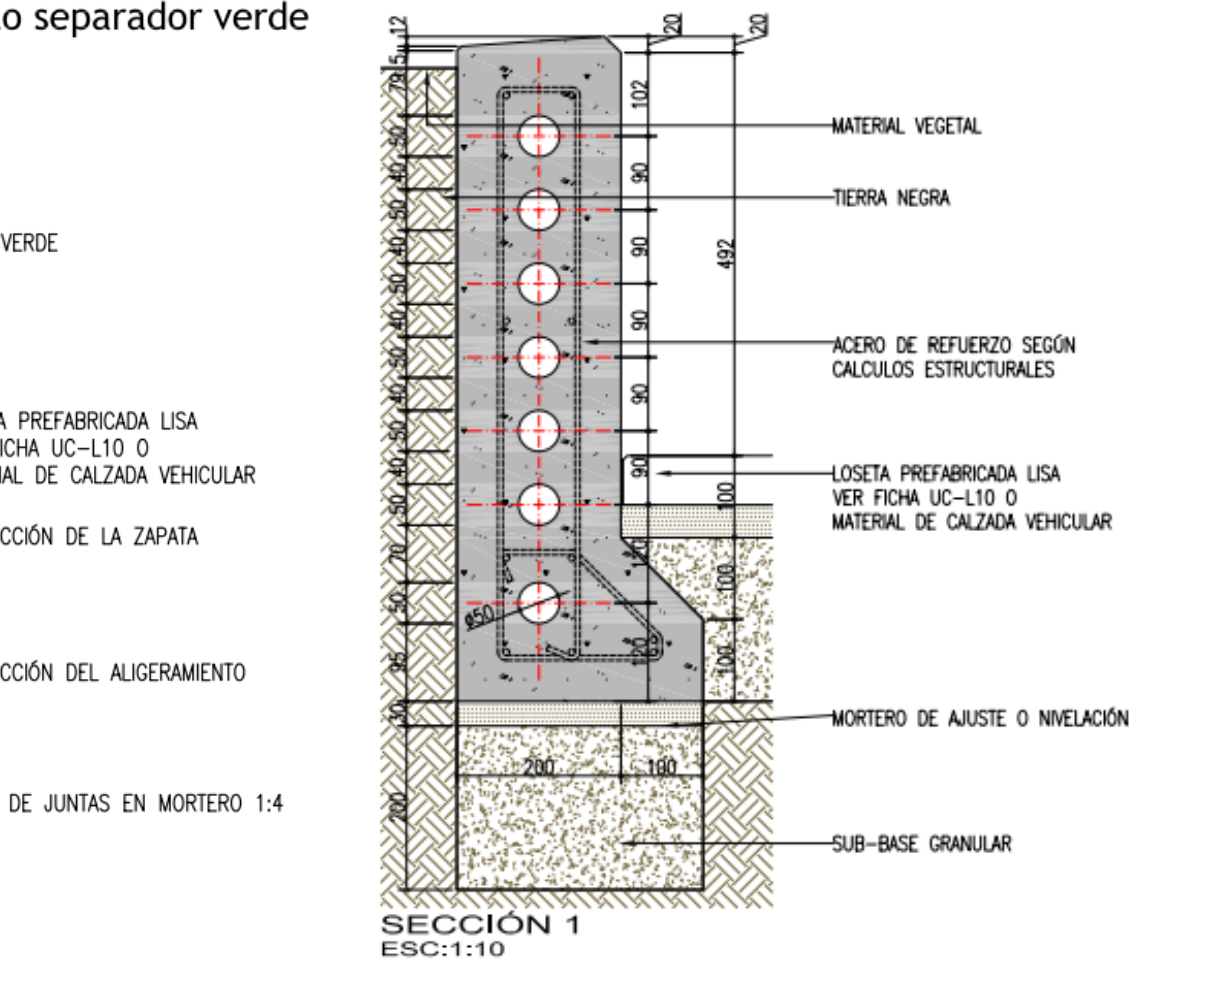 o separador verde
VERDE
A PREFABRICADA LISA
FICHA UC-L10 O
IAL DE CALZADA VEHICULAR
CCIÓN DE LA ZAPATA
CCIÓN DEL ALIGERAMIENTO
DE JUNTAS EN MORTERO 1:4
12
5
79
50
40
50
40
50
40
50
40
50
40
50
70
50
95
30
200
20
102
90
90
90
90
90
120
120
20
492
100
100
100
ø50
200
100
MATERIAL VEGETAL
TIERRA NEGRA
ACERO DE REFUERZO SEGÚN
CALCULOS ESTRUCTURALES
LOSETA PREFABRICADA LISA
VER FICHA UC-L10 O
MATERIAL DE CALZADA VEHICULAR
MORTERO DE AJUSTE O NIVELACIÓN
SUB-BASE GRANULAR
SECCIÓN 1
ESC:1:10